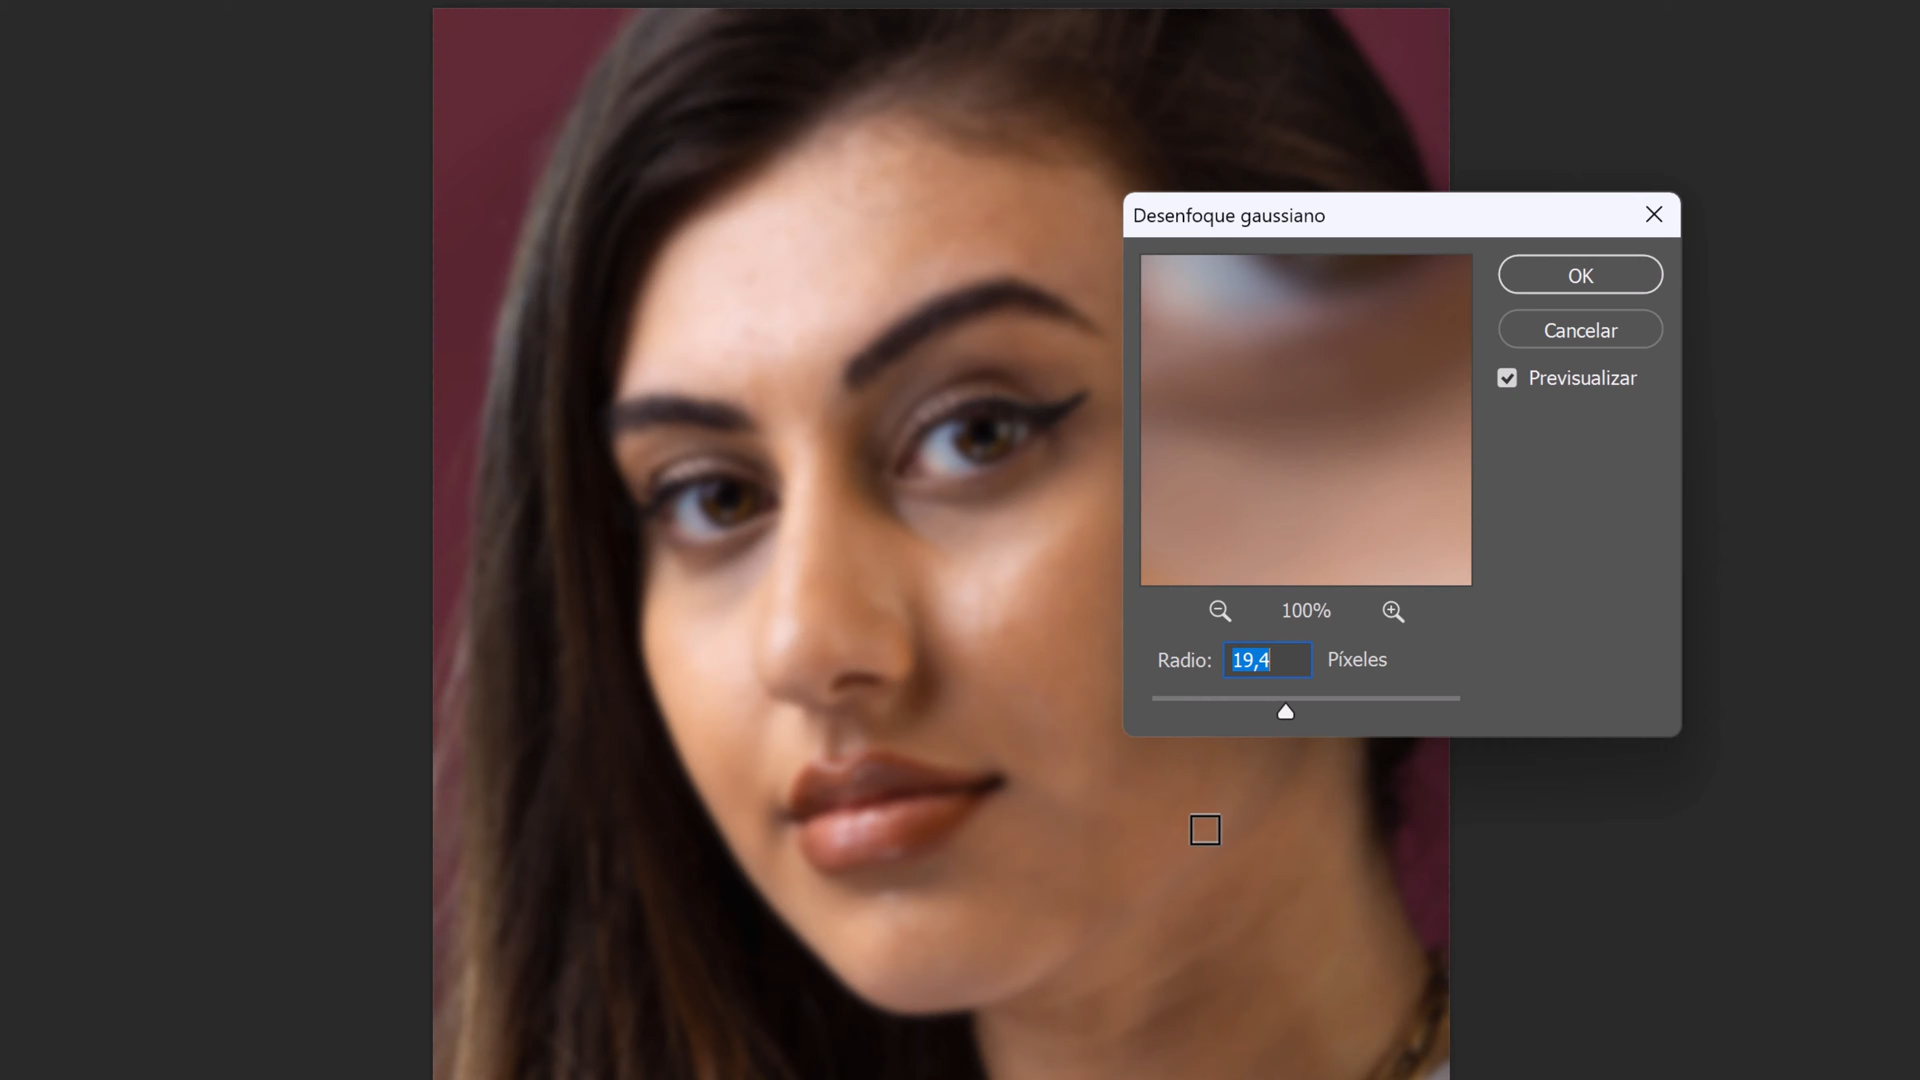 Desenfoque gaussiano
OK
Cancelar
Previsualizar
100%
Radio: 19,4 Píxeles